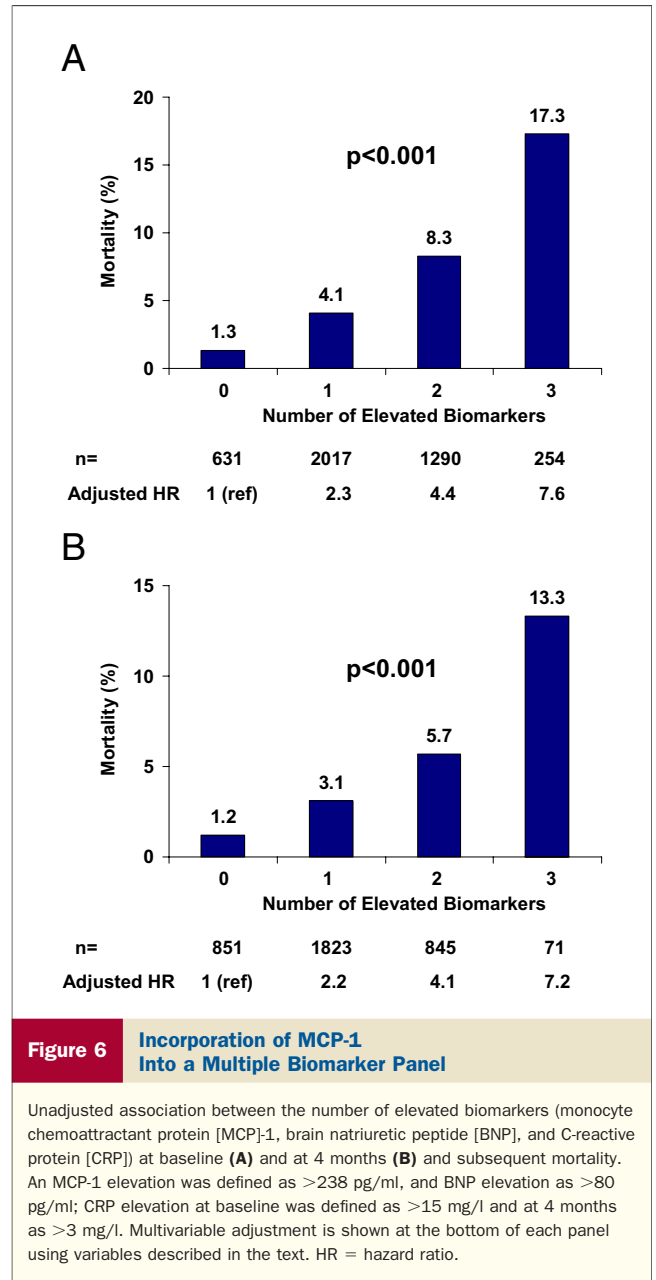 A
20
15
10
5
0
Mortality (%)
p<0.001
1.3
4.1
8.3
17.3
0 1 2 3
Number of Elevated Biomarkers
n= 631 2017 1290 254
Adjusted HR 1 (ref) 2.3 4.4 7.6
B
15
10
5
0
Mortality (%)
p<0.001
1.2
3.1
5.7
13.3
0 1 2 3
Number of Elevated Biomarkers
n= 851 1823 845 71
Adjusted HR 1 (ref) 2.2 4.1 7.2
Figure 6
Incorporation of MCP-1
Into a Multiple Biomarker Panel
Unadjusted association between the number of elevated biomarkers (monocyte
chemoattractant protein [MCP]-1, brain natriuretic peptide [BNP], and C-reactive
protein [CRP]) at baseline (A) and at 4 months (B) and subsequent mortality.
An MCP-1 elevation was defined as >238 pg/ml, and BNP elevation as >80
pg/ml; CRP elevation at baseline was defined as >15 mg/l and at 4 months
as >3 mg/l. Multivariable adjustment is shown at the bottom of each panel
using variables described in the text. HR = hazard ratio.